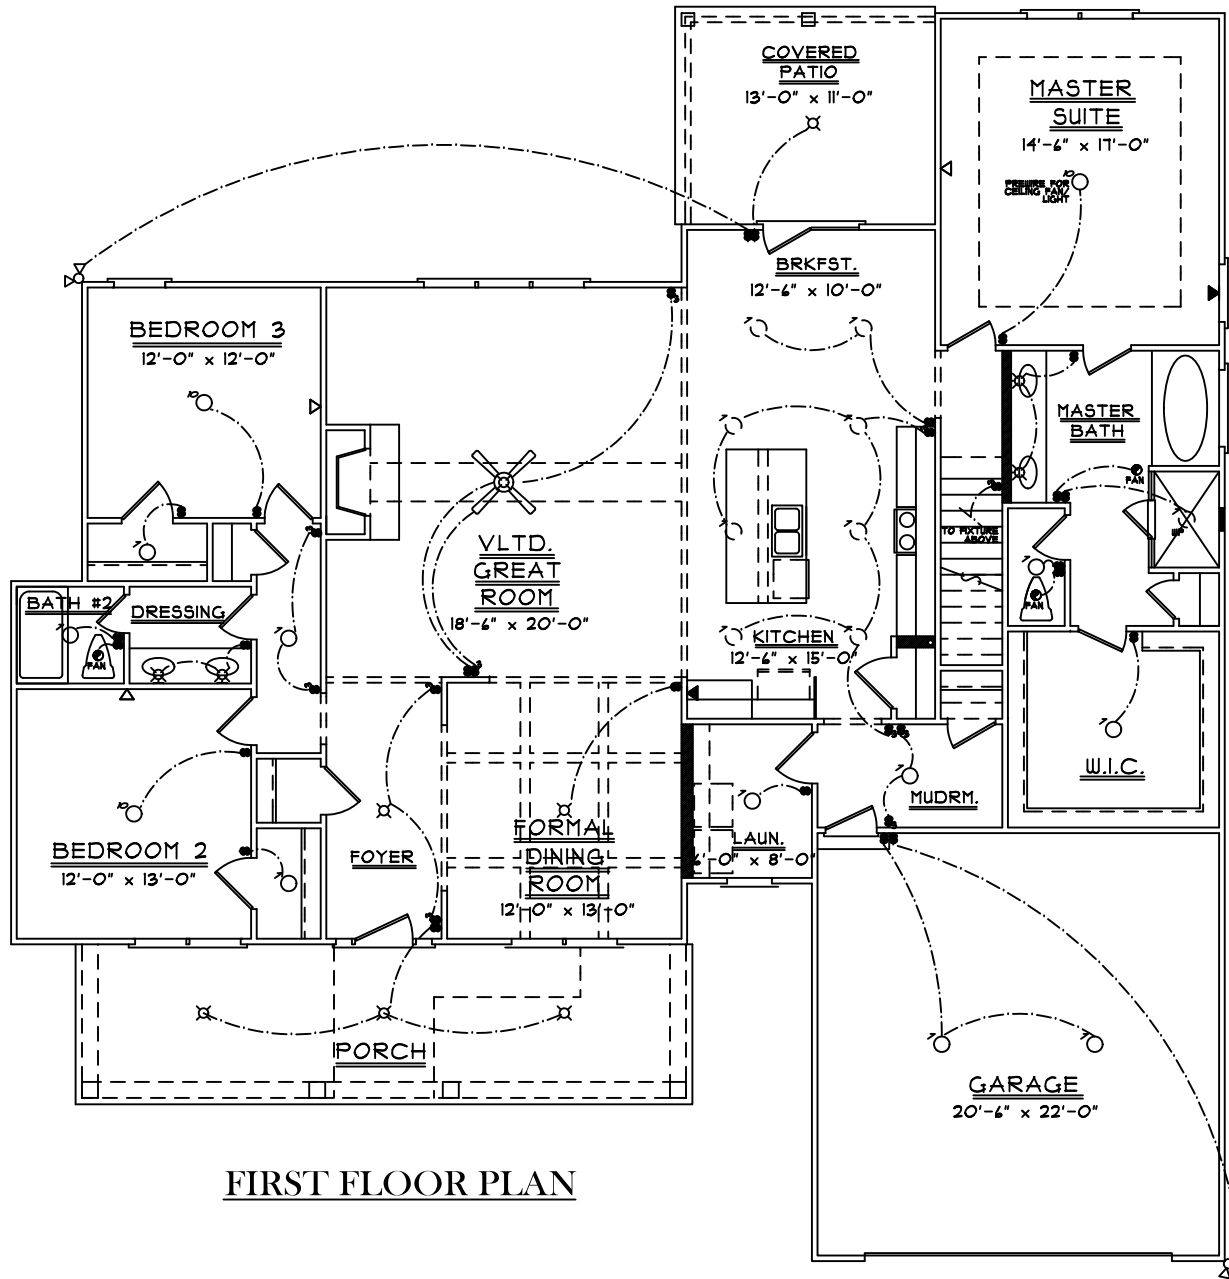 COVERED
PATIO
13'-0" x 11'-0"
MASTER
SUITE
14'-6" x 17'-0"
10
PREWIRE FOR
CEILING FAN/
LIGHT
BRKFST.
12'-6" x 10'-0"
BEDROOM 3
12'-0" x 12'-0"
10
MASTER
BATH
FAN
WP
TO FIXTURE
ABOVE
VLTD.
GREAT
ROOM
18'-6" x 20'-0"
BATH #2
DRESSING
FAN
FAN
KITCHEN
12'-6" x 15'-0"
W.I.C.
MUDRM.
10
BEDROOM 2
12'-0" x 13'-0"
FOYER
FORMAL
DINING
ROOM
12'-0" x 13'-0"
LAUN.
6'-0" x 8'-0"
PORCH
GARAGE
20'-6" x 22'-0"
FIRST FLOOR PLAN